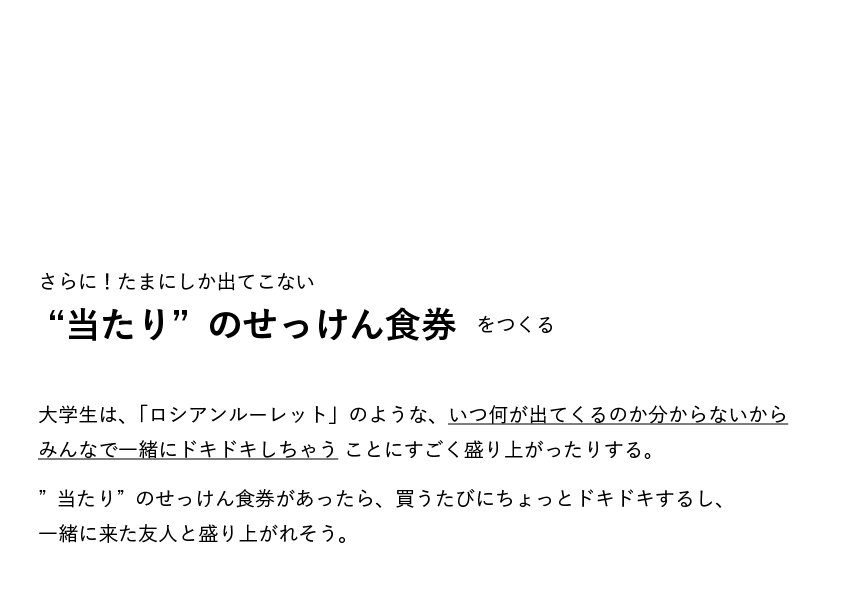 さらに！たまにしか出てこない
“当たり” のせっけん食券 をつくる
大学生は、「ロシアンルーレット」のような、いつ何が出てくるのか分からないから
みんなで一緒にドキドキしちゃう ことにすごく盛り上がったりする。
”当たり”のせっけん食券があったら、買うたびにちょっとドキドキするし、
一緒に来た友人と盛り上がれそう。